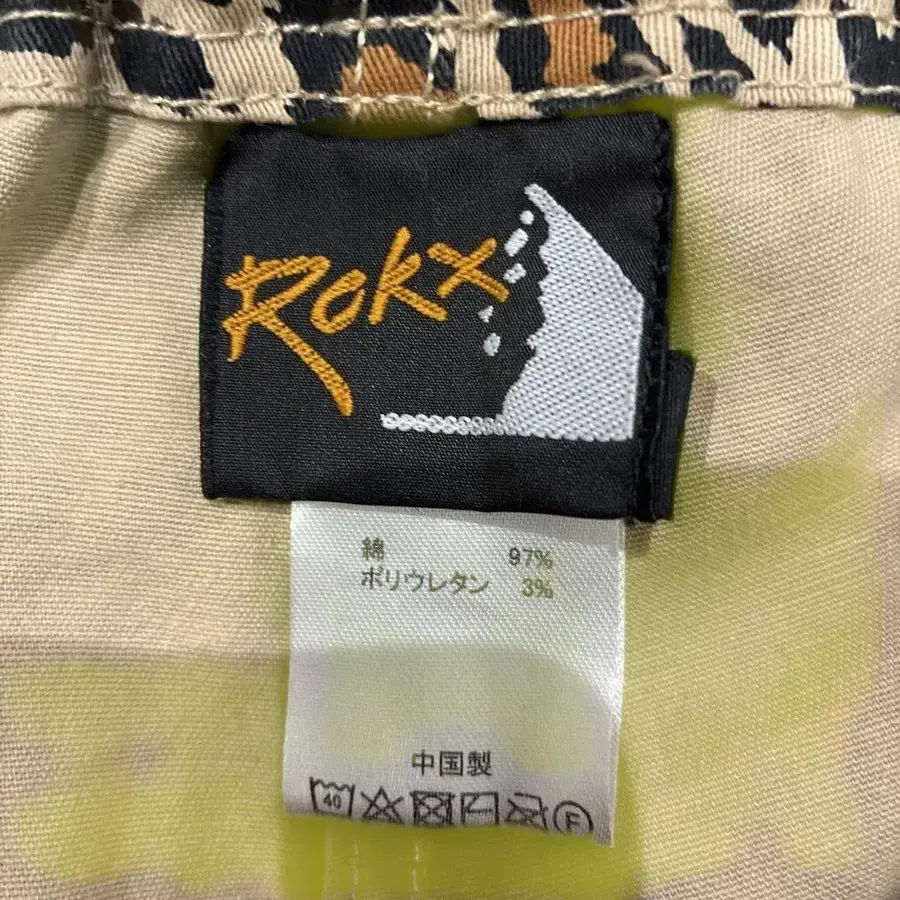 Rokx
綿 97%
ポリウレタン 3%
中国製
40
F